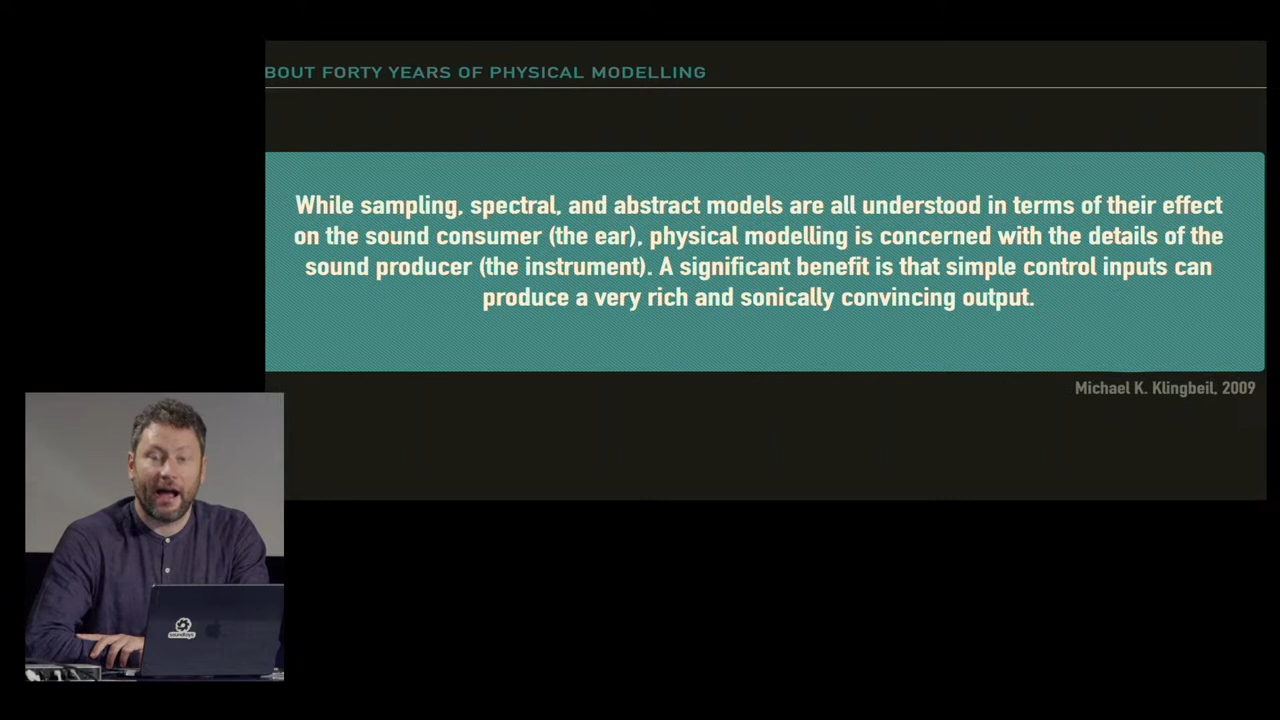 BOUT FORTY YEARS OF PHYSICAL MODELLING
While sampling, spectral, and abstract models are all understood in terms of their effect
on the sound consumer (the ear), physical modelling is concerned with the details of the
sound producer (the instrument). A significant benefit is that simple control inputs can
produce a very rich and sonically convincing output.
Michael K. Klingbeil, 2009
soundtoys